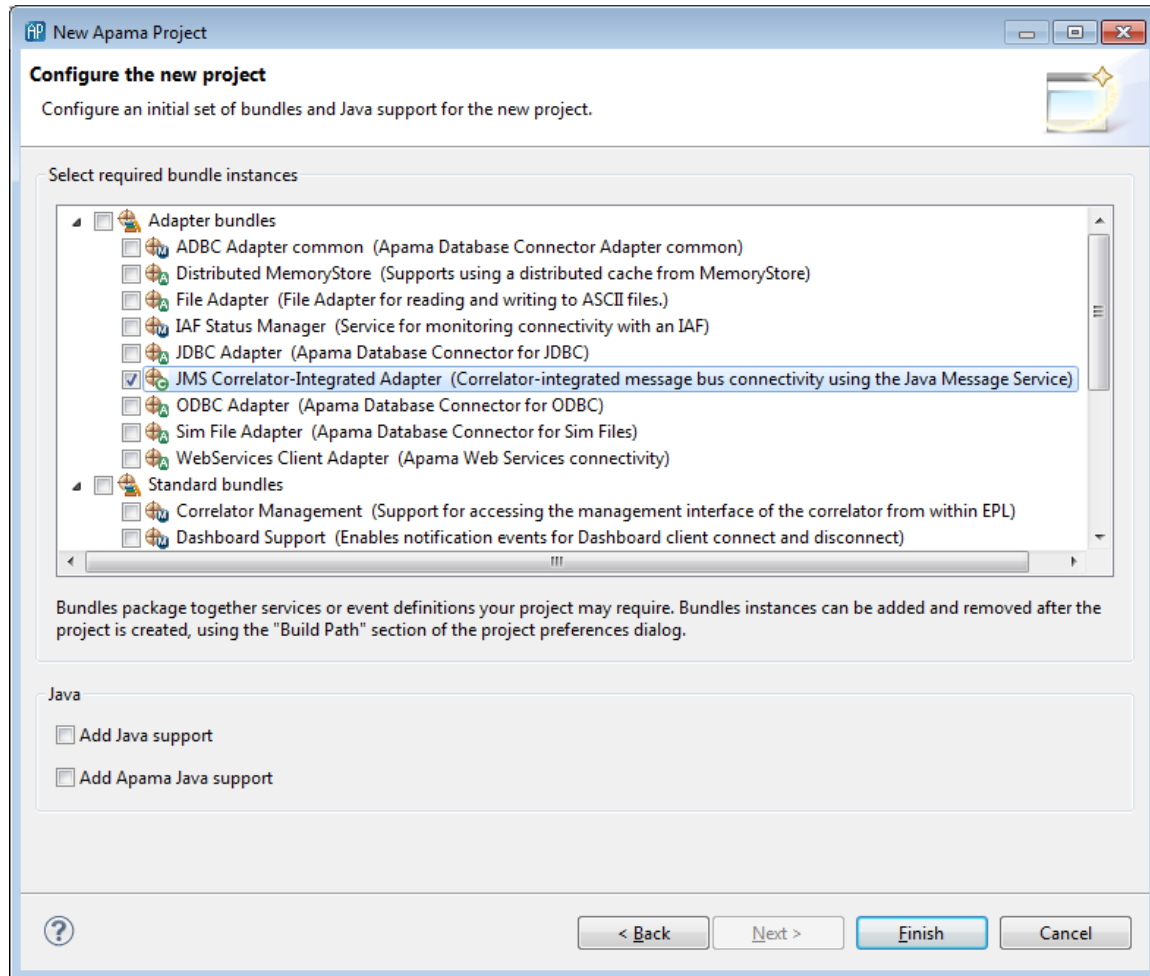 New Apama Project
Configure the new project
Configure an initial set of bundles and Java support for the new project.
Select required bundle instances
Adapter bundles
ADBC Adapter common (Apama Database Connector Adapter common)
Distributed MemoryStore (Supports using a distributed cache from MemoryStore)
File Adapter (File Adapter for reading and writing to ASCII files.)
IAF Status Manager (Service for monitoring connectivity with an IAF)
JDBC Adapter (Apama Database Connector for JDBC)
JMS Correlator-Integrated Adapter (Correlator-integrated message bus connectivity using the Java Message Service)
ODBC Adapter (Apama Database Connector for ODBC)
Sim File Adapter (Apama Database Connector for Sim Files)
WebServices Client Adapter (Apama Web Services connectivity)
Standard bundles
Correlator Management (Support for accessing the management interface of the correlator from within EPL)
Dashboard Support (Enables notification events for Dashboard client connect and disconnect)
Bundles package together services or event definitions your project may require. Bundles instances can be added and removed after the
project is created, using the "Build Path" section of the project preferences dialog.
Java
Add Java support
Add Apama Java support
< Back Next > Finish Cancel